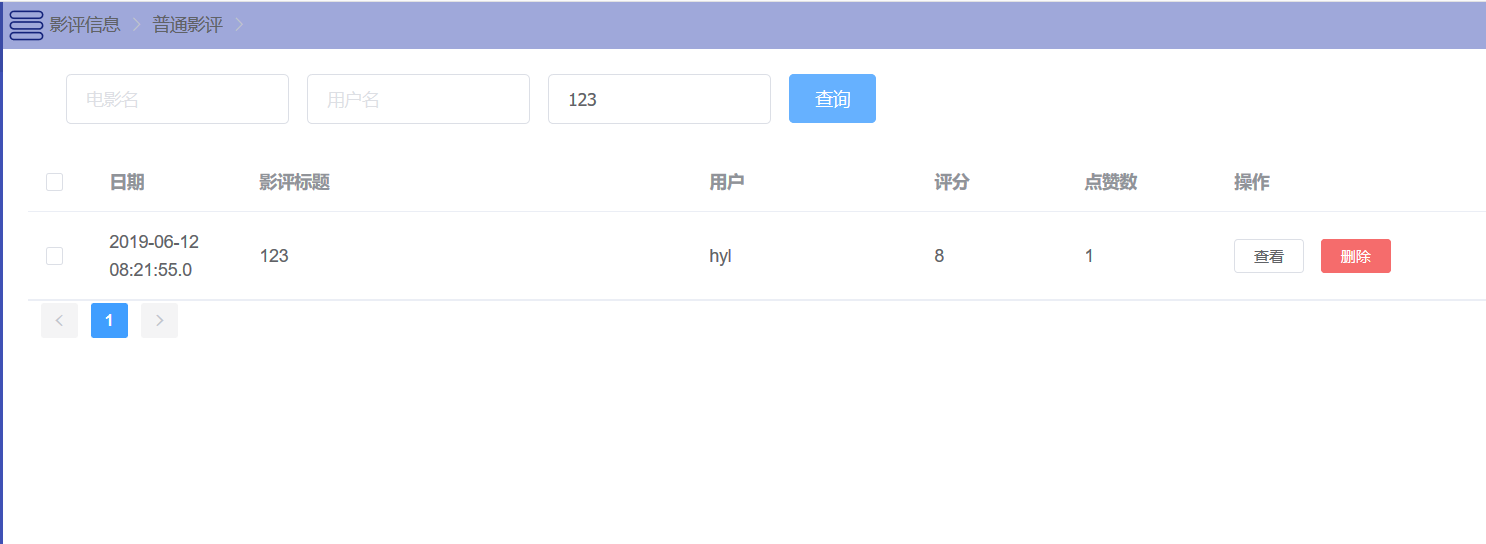 影评信息 普通影评
电影名 用户名 123 查询
日期 影评标题 用户 评分 点赞数 操作
2019-06-12
08:21:55.0
123 hyl 8 1 查看 删除
1